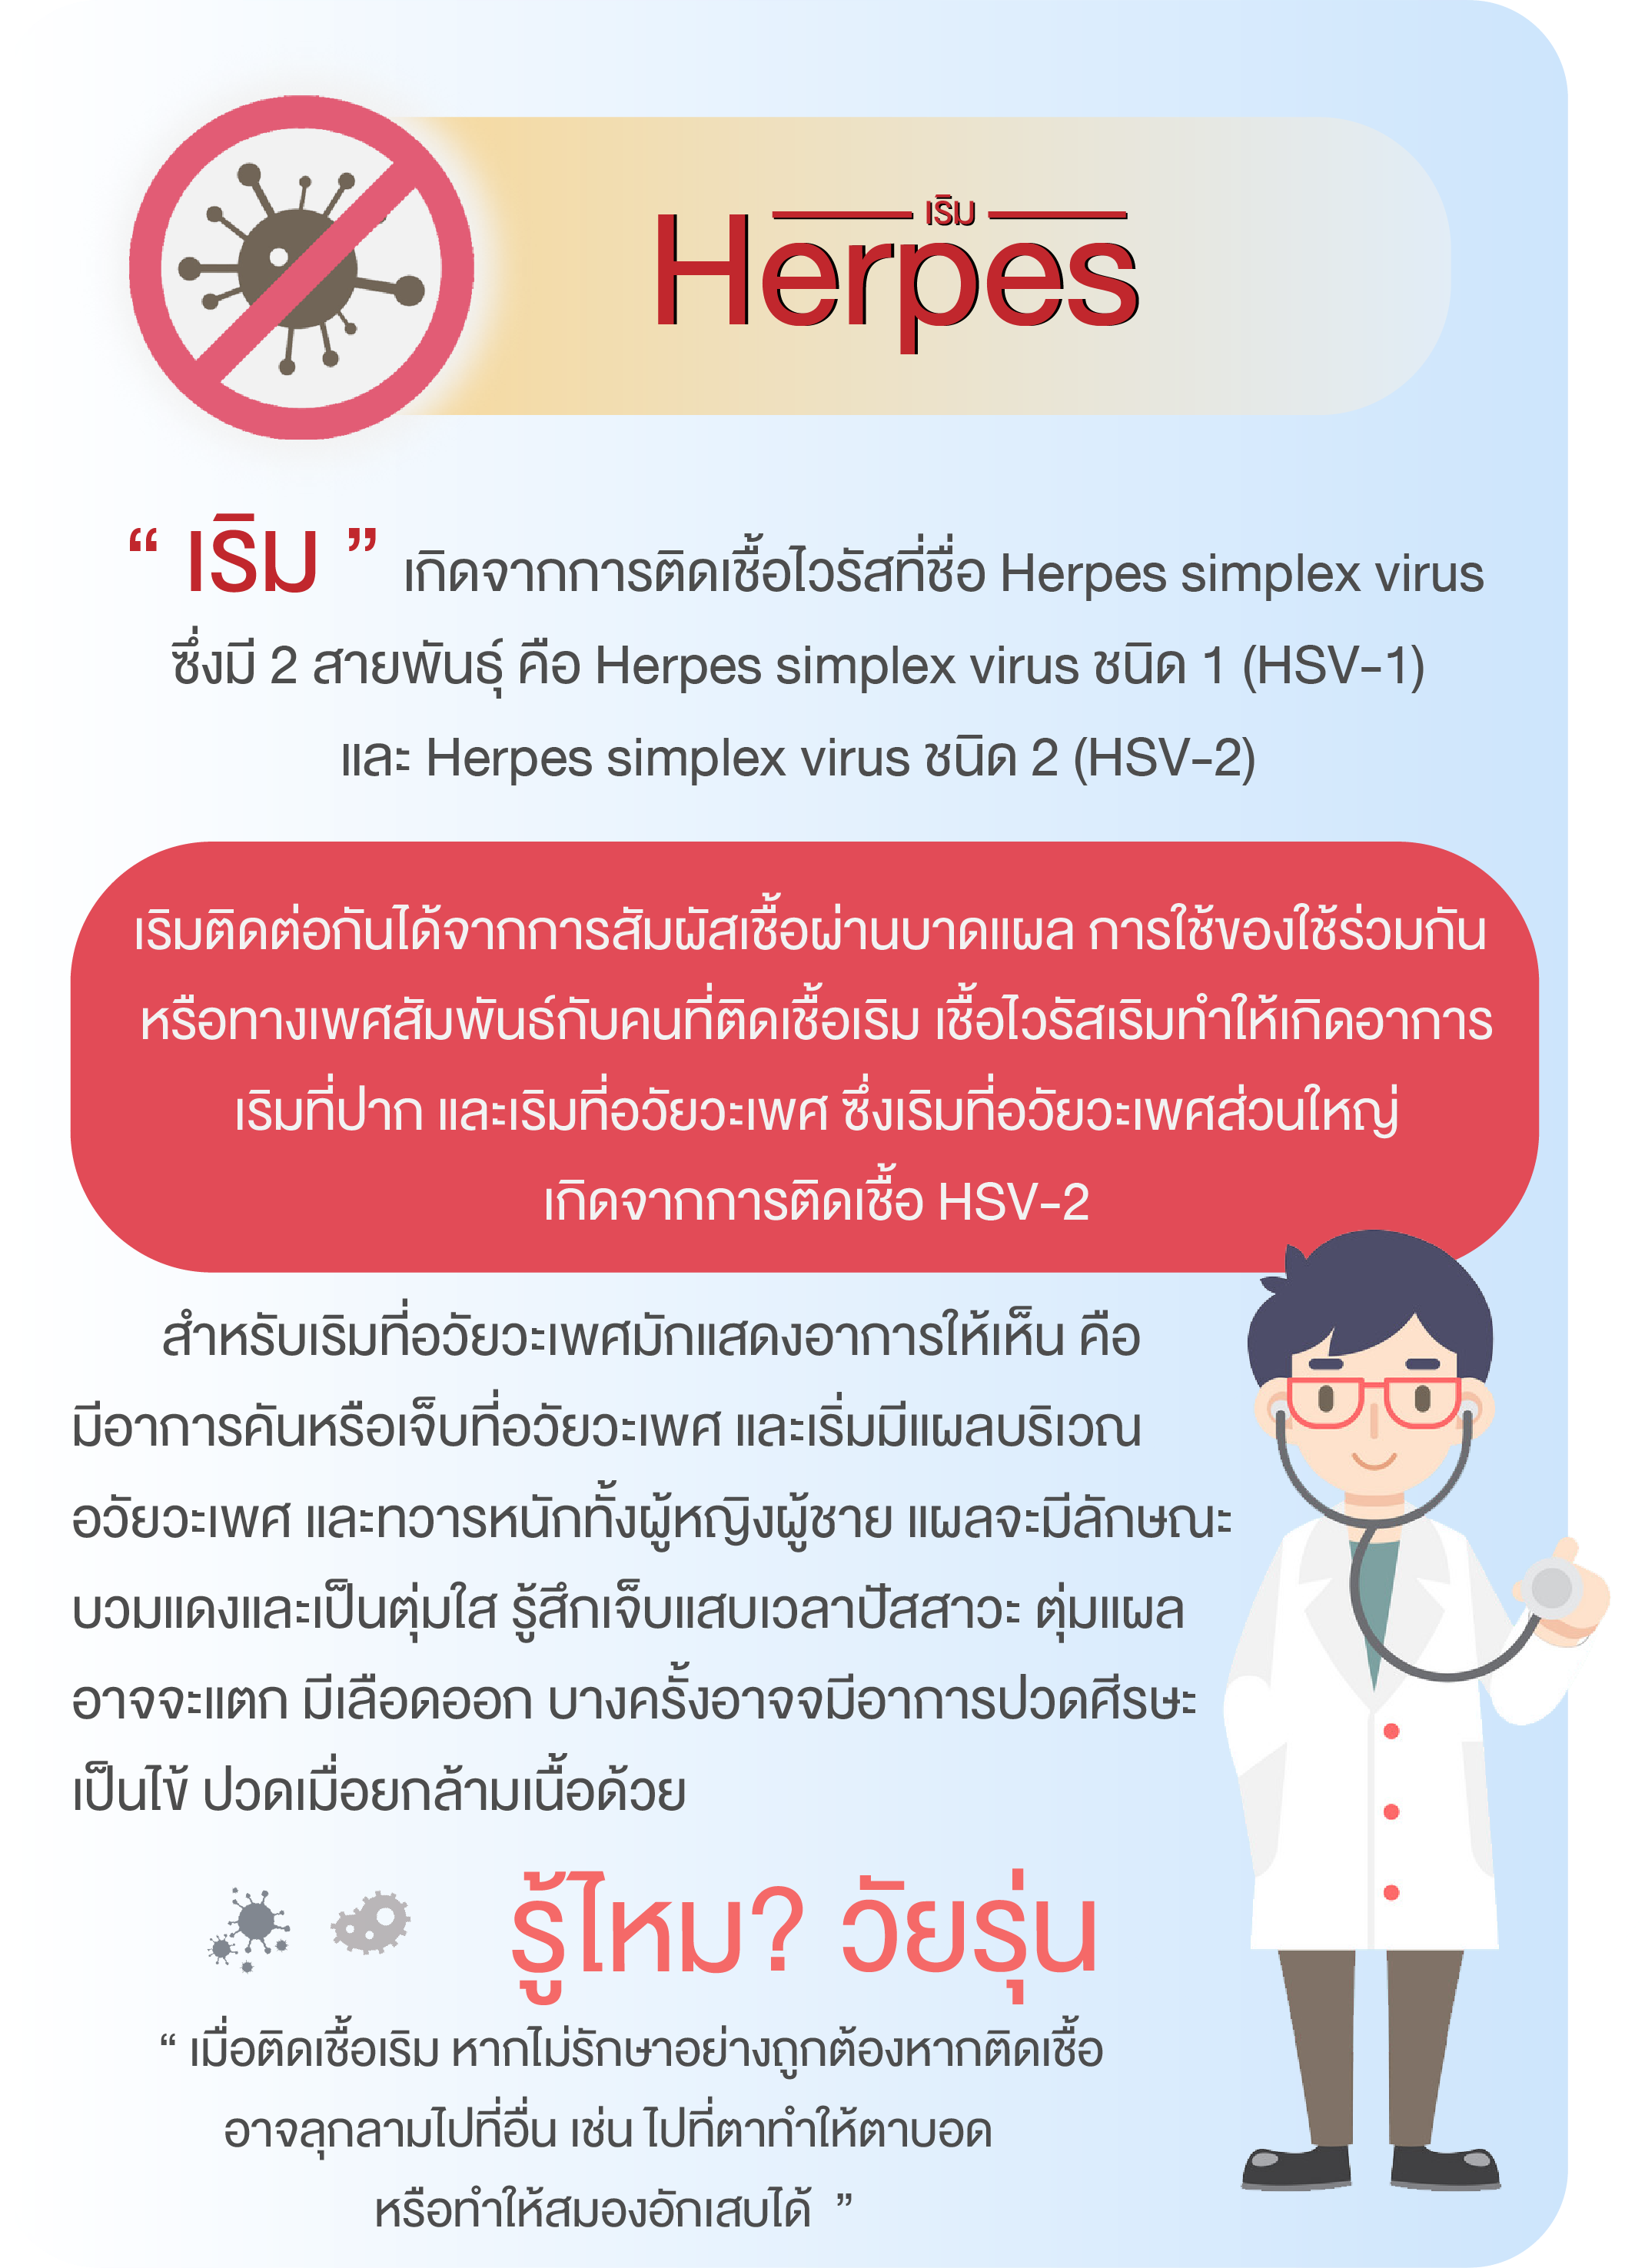 เริม
Herpes
“ เริม ” เกิดจากการติดเชื้อไวรัสที่ชื่อ Herpes simplex virus
ซึ่งมี 2 สายพันธุ์ คือ Herpes simplex virus ชนิด 1 (HSV-1)
และ Herpes simplex virus ชนิด 2 (HSV-2)
เริมติดต่อกันได้จากการสัมผัสเชื้อผ่านบาดแผล การใช้ของใช้ร่วมกัน
หรือทางเพศสัมพันธ์กับคนที่ติดเชื้อเริม เชื้อไวรัสเริมทำให้เกิดอาการ
เริมที่ปาก และเริมที่อวัยวะเพศ ซึ่งเริมที่อวัยวะเพศส่วนใหญ่
เกิดจากการติดเชื้อ HSV-2
สำหรับเริมที่อวัยวะเพศมักแสดงอาการให้เห็น คือ
มีอาการคันหรือเจ็บที่อวัยวะเพศ และเริ่มมีแผลบริเวณ
อวัยวะเพศ และทวารหนักทั้งผู้หญิงผู้ชาย แผลจะมีลักษณะ
บวมแดงและเป็นตุ่มใส รู้สึกเจ็บแสบเวลาปัสสาวะ ตุ่มแผล
อาจจะแตก มีเลือดออก บางครั้งอาจจมีอาการปวดศีรษะ
เป็นไข้ ปวดเมื่อยกล้ามเนื้อด้วย
รู้ไหม? วัยรุ่น
“ เมื่อติดเชื้อเริม หากไม่รักษาอย่างถูกต้องหากติดเชื้อ
อาจลุกลามไปที่อื่น เช่น ไปที่ตาทำให้ตาบอด
หรือทำให้สมองอักเสบได้ ”